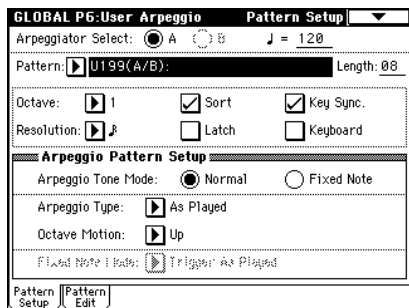 GLOBAL P6:User Arpeggio Pattern Setup
Arpeggiator Select: A B ♩ = 120
Pattern: U199(A/B): Length: 08
Octave: 1 Sort Key Sync.
Resolution: ♪ Latch Keyboard
Arpeggio Pattern Setup
Arpeggio Tone Mode: Normal Fixed Note
Arpeggio Type: As Played
Octave Motion: Up
Fixed Note Mode: Trigger As Played
Pattern Setup Pattern Edit